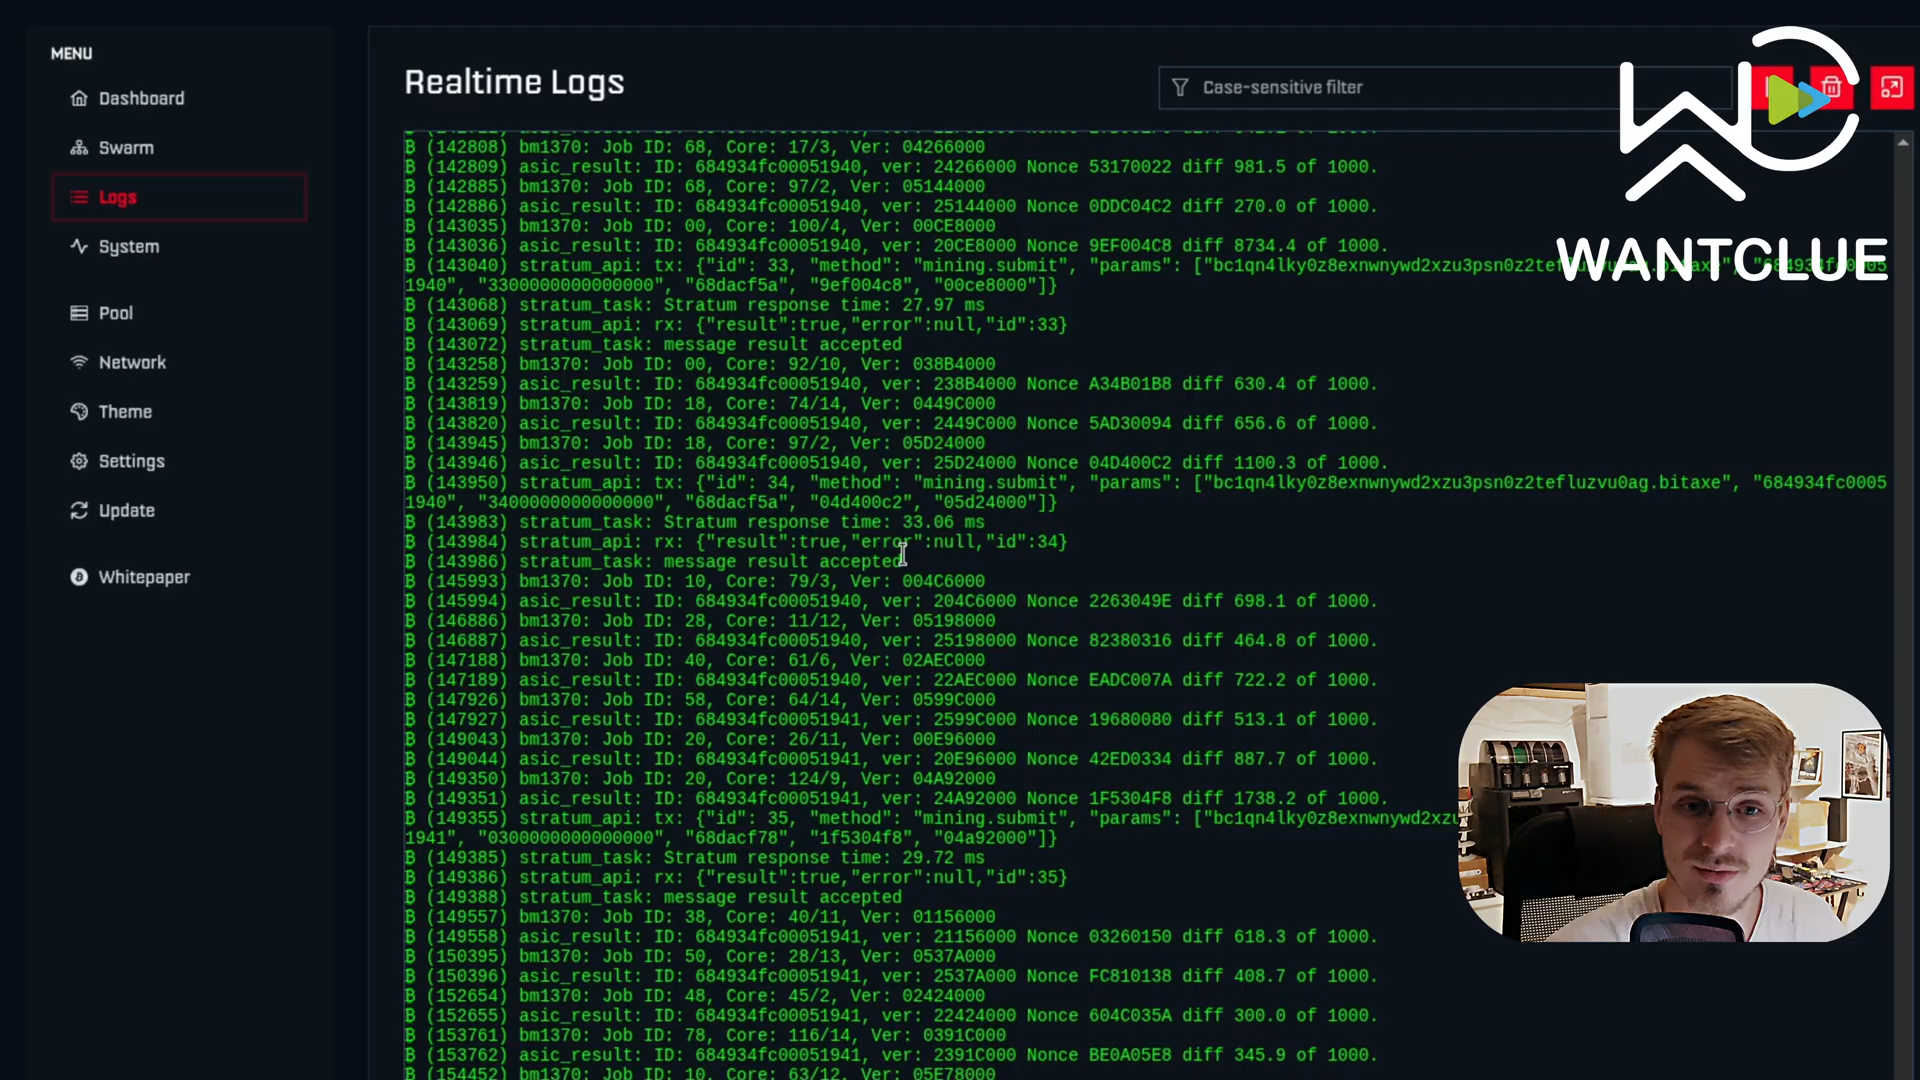 MENU
Dashboard
Swarm
Logs
System
Pool
Network
Theme
Settings
Update
Whitepaper
Realtime Logs
Case-sensitive filter
WANTCLUE
₿ (142808) bm1370: Job ID: 68, Core: 17/3, Ver: 04266000
₿ (142809) asic_result: ID: 684934fc00051940, ver: 24266000 Nonce 53170022 diff 981.5 of 1000.
₿ (142885) bm1370: Job ID: 68, Core: 97/2, Ver: 05144000
₿ (142886) asic_result: ID: 684934fc00051940, ver: 25144000 Nonce 0DDC04C2 diff 270.0 of 1000.
₿ (143035) bm1370: Job ID: 00, Core: 100/4, Ver: 00CE8000
₿ (143036) asic_result: ID: 684934fc00051940, ver: 20CE8000 Nonce 9EF004C8 diff 8734.4 of 1000.
₿ (143040) stratum_api: tx: {"id": 33, "method": "mining.submit", "params": ["bc1qn4lky0z8exnwnywd2xzu3psn0z2tefluzvu0ag.bitaxe", "684934fc0005
1940", "3300000000000000", "68dacf5a", "9ef004c8", "00ce8000"]}
₿ (143068) stratum_task: Stratum response time: 27.97 ms
₿ (143069) stratum_api: rx: {"result":true,"error":null,"id":33}
₿ (143072) stratum_task: message result accepted
₿ (143258) bm1370: Job ID: 00, Core: 92/10, Ver: 038B4000
₿ (143259) asic_result: ID: 684934fc00051940, ver: 238B4000 Nonce A34B01B8 diff 630.4 of 1000.
₿ (143819) bm1370: Job ID: 18, Core: 74/14, Ver: 0449C000
₿ (143820) asic_result: ID: 684934fc00051940, ver: 2449C000 Nonce 5AD30094 diff 656.6 of 1000.
₿ (143945) bm1370: Job ID: 18, Core: 97/2, Ver: 05D24000
₿ (143946) asic_result: ID: 684934fc00051940, ver: 25D24000 Nonce 04D400C2 diff 1100.3 of 1000.
₿ (143950) stratum_api: tx: {"id": 34, "method": "mining.submit", "params": ["bc1qn4lky0z8exnwnywd2xzu3psn0z2tefluzvu0ag.bitaxe", "684934fc0005
1940", "3400000000000000", "68dacf5a", "04d400c2", "05d24000"]}
₿ (143983) stratum_task: Stratum response time: 33.06 ms
₿ (143984) stratum_api: rx: {"result":true,"error":null,"id":34}
₿ (143986) stratum_task: message result accepted
₿ (145993) bm1370: Job ID: 10, Core: 79/3, Ver: 004C6000
₿ (145994) asic_result: ID: 684934fc00051940, ver: 204C6000 Nonce 2263049E diff 698.1 of 1000.
₿ (146886) bm1370: Job ID: 28, Core: 11/12, Ver: 05198000
₿ (146887) asic_result: ID: 684934fc00051940, ver: 25198000 Nonce 82380316 diff 464.8 of 1000.
₿ (147188) bm1370: Job ID: 40, Core: 61/6, Ver: 02AEC000
₿ (147189) asic_result: ID: 684934fc00051940, ver: 22AEC000 Nonce EADC007A diff 722.2 of 1000.
₿ (147926) bm1370: Job ID: 58, Core: 64/14, Ver: 0599C000
₿ (147927) asic_result: ID: 684934fc00051941, ver: 2599C000 Nonce 19680080 diff 513.1 of 1000.
₿ (149043) bm1370: Job ID: 20, Core: 26/11, Ver: 00E96000
₿ (149044) asic_result: ID: 684934fc00051940, ver: 20E96000 Nonce 42ED0334 diff 887.7 of 1000.
₿ (149350) bm1370: Job ID: 20, Core: 124/9, Ver: 04A92000
₿ (149351) asic_result: ID: 684934fc00051941, ver: 24A92000 Nonce 1F5304F8 diff 1738.2 of 1000.
₿ (149355) stratum_api: tx: {"id": 35, "method": "mining.submit", "params": ["bc1qn4lky0z8exnwnywd2xzu
1941", "0300000000000000", "68dacf78", "1f5304f8", "04a92000"]}
₿ (149385) stratum_task: Stratum response time: 29.72 ms
₿ (149386) stratum_api: rx: {"result":true,"error":null,"id":35}
₿ (149388) stratum_task: message result accepted
₿ (149557) bm1370: Job ID: 38, Core: 40/11, Ver: 01156000
₿ (149558) asic_result: ID: 684934fc00051941, ver: 21156000 Nonce 03260150 diff 618.3 of 1000.
₿ (150395) bm1370: Job ID: 50, Core: 28/13, Ver: 0537A000
₿ (150396) asic_result: ID: 684934fc00051941, ver: 2537A000 Nonce FC810138 diff 408.7 of 1000.
₿ (152654) bm1370: Job ID: 48, Core: 45/2, Ver: 02424000
₿ (152655) asic_result: ID: 684934fc00051941, ver: 22424000 Nonce 604C035A diff 300.0 of 1000.
₿ (153761) bm1370: Job ID: 78, Core: 116/14, Ver: 0391C000
₿ (153762) asic_result: ID: 684934fc00051941, ver: 2391C000 Nonce BE0A05E8 diff 345.9 of 1000.
₿ (154452) bm1370: Job ID: 10, Core: 63/12, Ver: 05E78000